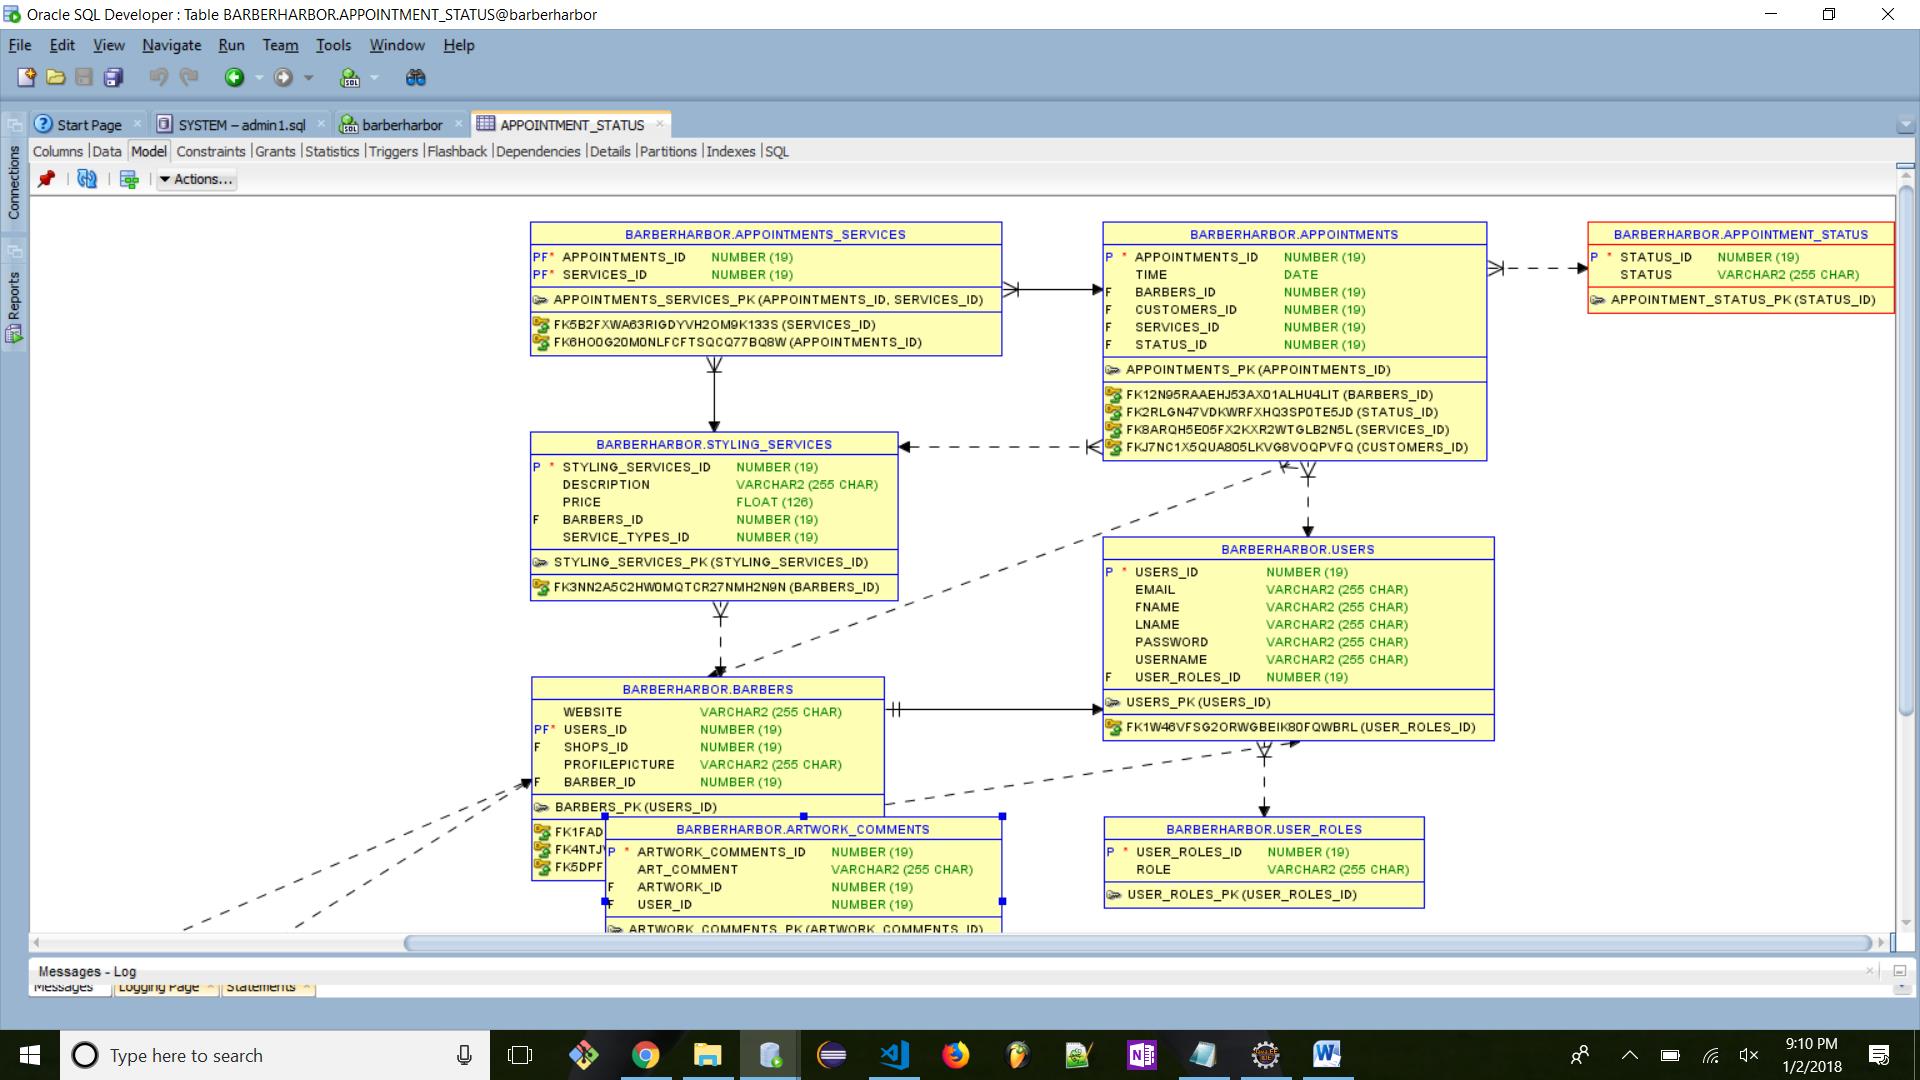 Oracle SQL Developer : Table BARBERHARBOR.APPOINTMENT_STATUS@barberharbor
File Edit View Navigate Run Team Tools Window Help
Start Page SYSTEM ~ admin1.sql barberharbor APPOINTMENT_STATUS
Columns |Data |Model |Constraints |Grants |Statistics |Triggers |Flashback |Dependencies |Details |Partitions |Indexes |SQL
Actions...
Connections
Reports
BARBERHARBOR.APPOINTMENTS_SERVICES
PF* APPOINTMENTS_ID NUMBER (19)
PF* SERVICES_ID NUMBER (19)
APPOINTMENTS_SERVICES_PK (APPOINTMENTS_ID, SERVICES_ID)
FK5B2FXWA63RIGDYVH2OM9K133S (SERVICES_ID)
FK6HO0G20M0NLFCFTSQCQ77BQ8W (APPOINTMENTS_ID)
BARBERHARBOR.APPOINTMENTS
P * APPOINTMENTS_ID NUMBER (19)
TIME DATE
F BARBERS_ID NUMBER (19)
F CUSTOMERS_ID NUMBER (19)
F SERVICES_ID NUMBER (19)
F STATUS_ID NUMBER (19)
APPOINTMENTS_PK (APPOINTMENTS_ID)
FK12N95RAAEHJ53AX01ALHU4LIT (BARBERS_ID)
FK2RLGN47VDKWRFXHQ3SP0TE5JD (STATUS_ID)
FK8ARQH5E05FX2KXR2WTGLB2N5L (SERVICES_ID)
FKJ7NC1X5QUA805LKVG8VOQPVFQ (CUSTOMERS_ID)
BARBERHARBOR.APPOINTMENT_STATUS
P * STATUS_ID NUMBER (19)
STATUS VARCHAR2 (255 CHAR)
APPOINTMENT_STATUS_PK (STATUS_ID)
BARBERHARBOR.STYLING_SERVICES
P * STYLING_SERVICES_ID NUMBER (19)
DESCRIPTION VARCHAR2 (255 CHAR)
PRICE FLOAT (126)
F BARBERS_ID NUMBER (19)
SERVICE_TYPES_ID NUMBER (19)
STYLING_SERVICES_PK (STYLING_SERVICES_ID)
FK3NN2A5C2HW0MQTCR27NMH2N9N (BARBERS_ID)
BARBERHARBOR.USERS
P * USERS_ID NUMBER (19)
EMAIL VARCHAR2 (255 CHAR)
FNAME VARCHAR2 (255 CHAR)
LNAME VARCHAR2 (255 CHAR)
PASSWORD VARCHAR2 (255 CHAR)
USERNAME VARCHAR2 (255 CHAR)
F USER_ROLES_ID NUMBER (19)
USERS_PK (USERS_ID)
FK1W46VFSG2ORWGBEIK80FQWBRL (USER_ROLES_ID)
BARBERHARBOR.BARBERS
WEBSITE VARCHAR2 (255 CHAR)
PF* USERS_ID NUMBER (19)
F SHOPS_ID NUMBER (19)
PROFILEPICTURE VARCHAR2 (255 CHAR)
F BARBER_ID NUMBER (19)
BARBERS_PK (USERS_ID)
FK1FAD
FK4NTJ
FK5DPF
BARBERHARBOR.ARTWORK_COMMENTS
P * ARTWORK_COMMENTS_ID NUMBER (19)
ART_COMMENT VARCHAR2 (255 CHAR)
F ARTWORK_ID NUMBER (19)
F USER_ID NUMBER (19)
ARTWORK_COMMENTS_PK (ARTWORK_COMMENTS_ID)
BARBERHARBOR.USER_ROLES
P * USER_ROLES_ID NUMBER (19)
ROLE VARCHAR2 (255 CHAR)
USER_ROLES_PK (USER_ROLES_ID)
Messages - Log
Messages Logging Page Statements
Type here to search
9:10 PM
1/2/2018